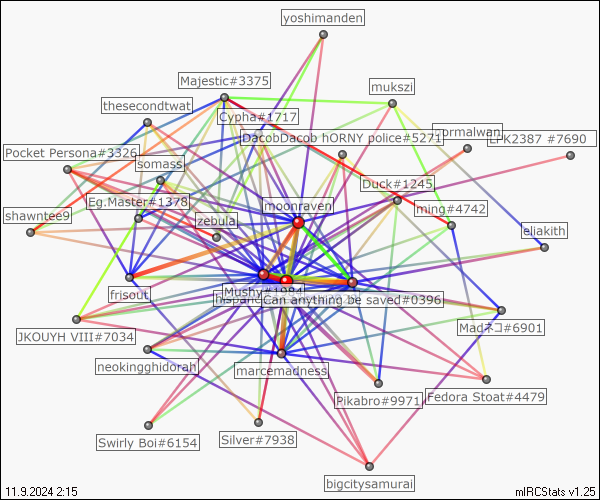 yoshimanden
Majestic#3375
mukszi
thesecondtwat
Cypha#1717
DacobDacob hORNY police#5271
normalwan
LPK2387 #7690
Pocket Persona#3326
somass
Duck#1245
Eg.Master#1378
moonraven
ming#4742
shawntee9
zebula
eliakith
frisout
Mushy#1984
Can anything be saved#0396
JKOUYH VIII#7034
Madネコ#6901
neokingghidorah
marcemadness
Pikabro#9971
Fedora Stoat#4479
Swirly Boi#6154
Silver#7938
bigcitysamurai
11.9.2024 2:15
mIRCStats v1.25